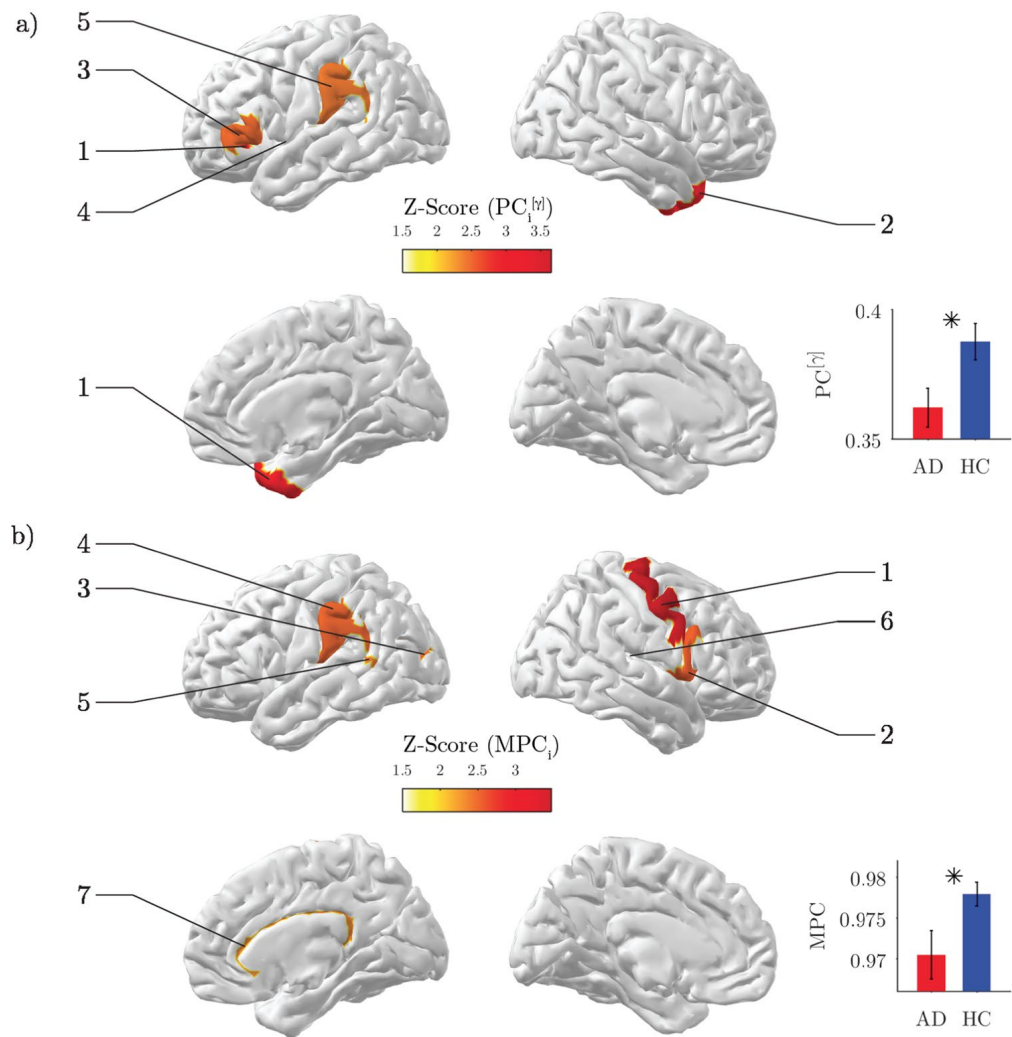 a)
5
3
1
4
2
Z-Score (PCᵢ[γ])
1.5 2 2.5 3 3.5
1
0.4
*
PC[γ]
0.35
AD HC
b)
4
3
5
1
6
2
Z-Score (MPCᵢ)
1.5 2 2.5 3
7
0.98
*
0.975
MPC
0.97
AD HC